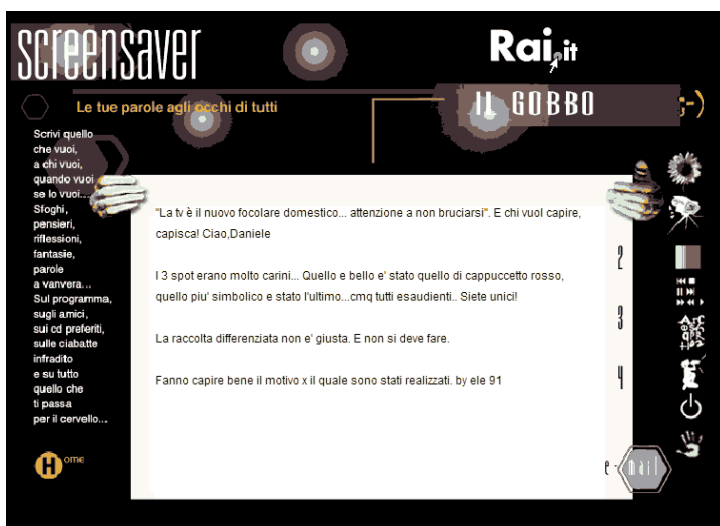 screensaver
Rai.it
Le tue parole agli occhi di tutti
IL GOBBO
;-)
Scrivi quello
che vuoi,
a chi vuoi,
quando vuoi
se lo vuoi...
Sfoghi,
pensieri,
riflessioni,
fantasie,
parole
a vanvera...
Sul programma,
sugli amici,
sui cd preferiti,
sulle ciabatte
infradito
e su tutto
quello che
ti passa
per il cervello...
Home
"La tv è il nuovo focolare domestico... attenzione a non bruciarsi". E chi vuol capire,
capisca! Ciao,Daniele
I 3 spot erano molto carini... Quello e bello e' stato quello di cappuccetto rosso,
quello piu' simbolico e stato l'ultimo...cmq tutti esaudienti.. Siete unici!
La raccolta differenziata non e' giusta. E non si deve fare.
Fanno capire bene il motivo x il quale sono stati realizzati. by ele 91
2
3
4
e-mail